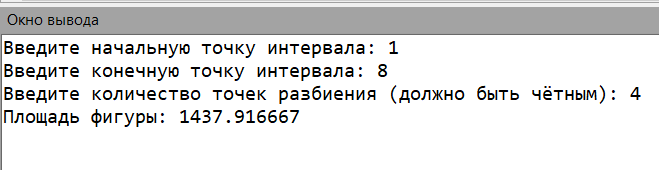 Окно вывода
Введите начальную точку интервала: 1
Введите конечную точку интервала: 8
Введите количество точек разбиения (должно быть чётным): 4
Площадь фигуры: 1437.916667